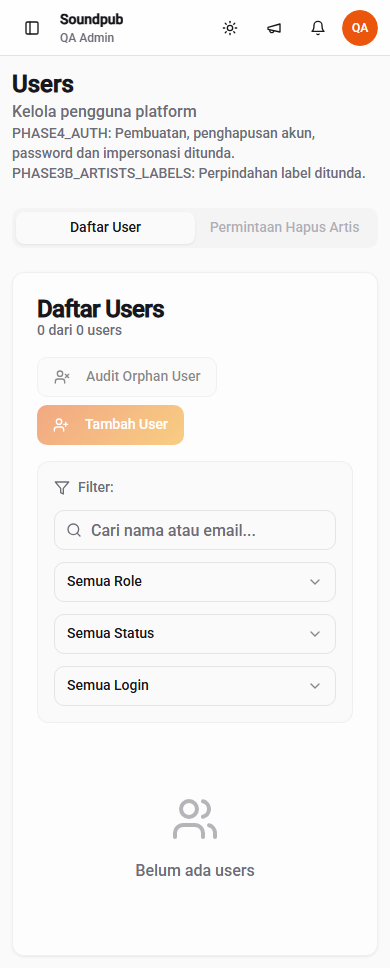 Soundpub
QA Admin
QA
Users
Kelola pengguna platform
PHASE4_AUTH: Pembuatan, penghapusan akun,
password dan impersonasi ditunda.
PHASE3B_ARTISTS_LABELS: Perpindahan label ditunda.
Daftar User
Permintaan Hapus Artis
Daftar Users
0 dari 0 users
Audit Orphan User
Tambah User
Filter:
Cari nama atau email...
Semua Role
Semua Status
Semua Login
Belum ada users